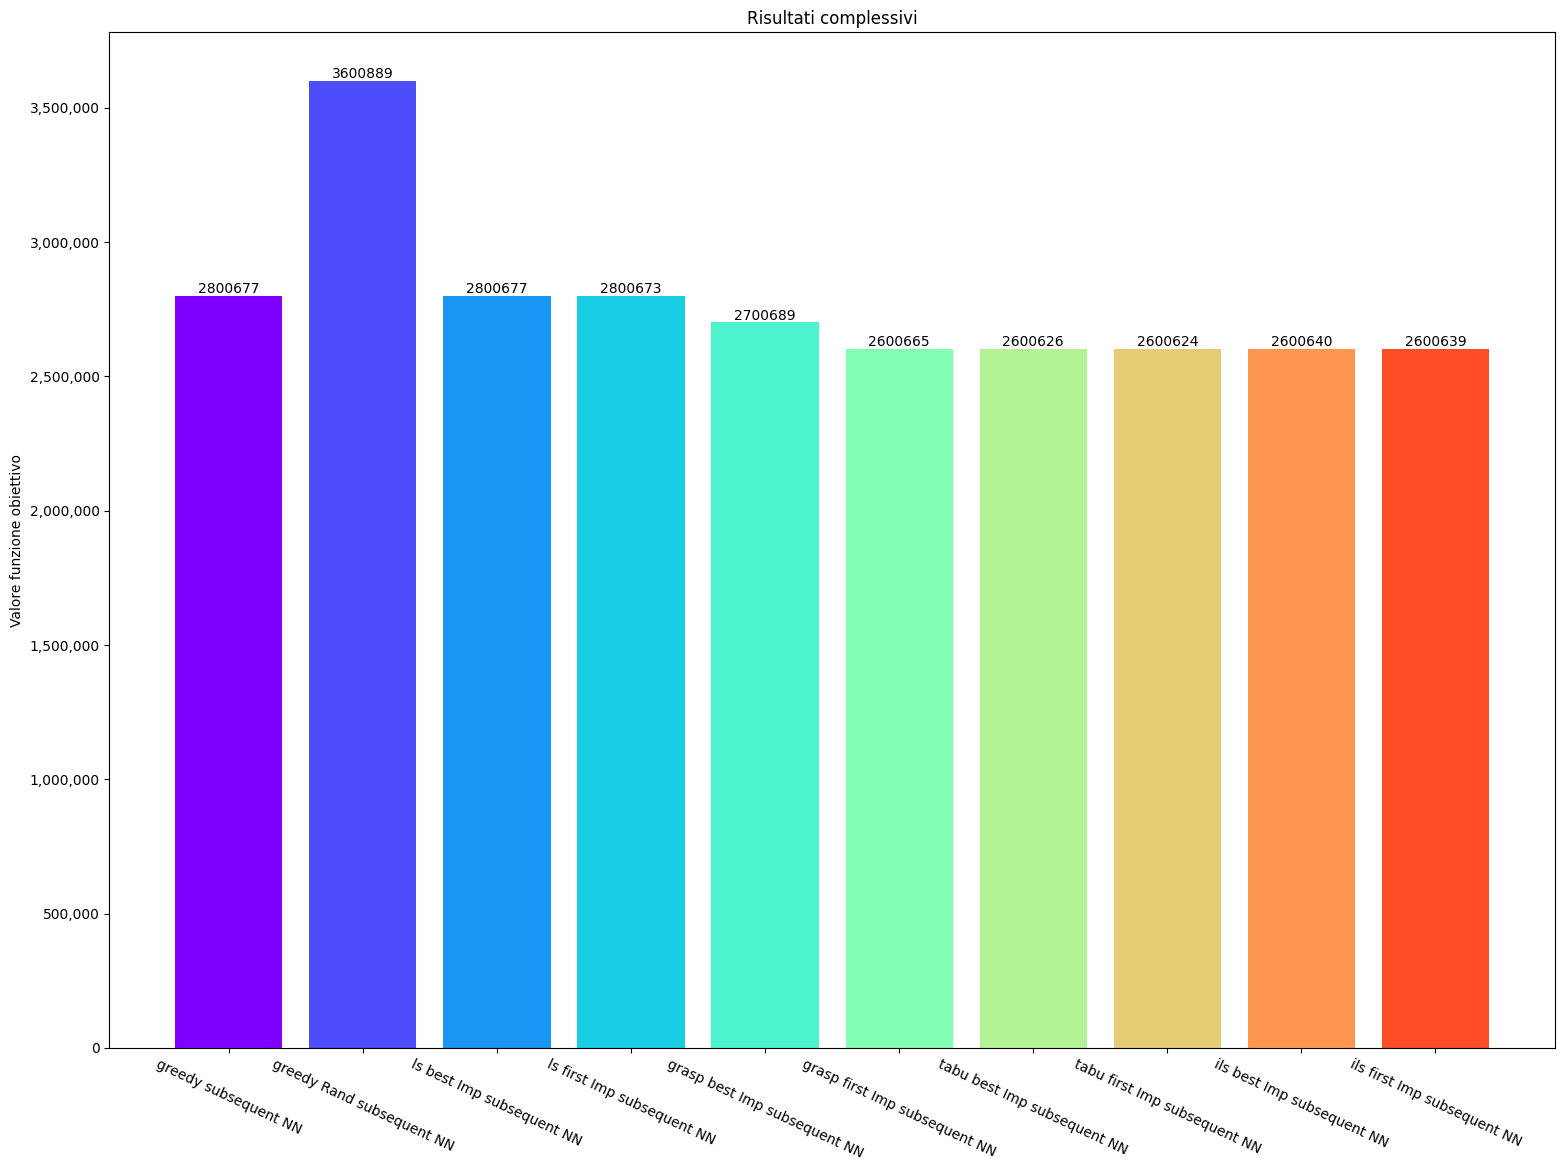 Risultati complessivi
Valore funzione obiettivo
3,500,000
3,000,000
2,500,000
2,000,000
1,500,000
1,000,000
500,000
0
2800677
3600889
2800677
2800673
2700689
2600665
2600626
2600624
2600640
2600639
greedy subsequent NN
greedy Rand subsequent NN
ls best Imp subsequent NN
ls first Imp subsequent NN
grasp best Imp subsequent NN
grasp first Imp subsequent NN
tabu best Imp subsequent NN
tabu first Imp subsequent NN
ils best Imp subsequent NN
ils first Imp subsequent NN